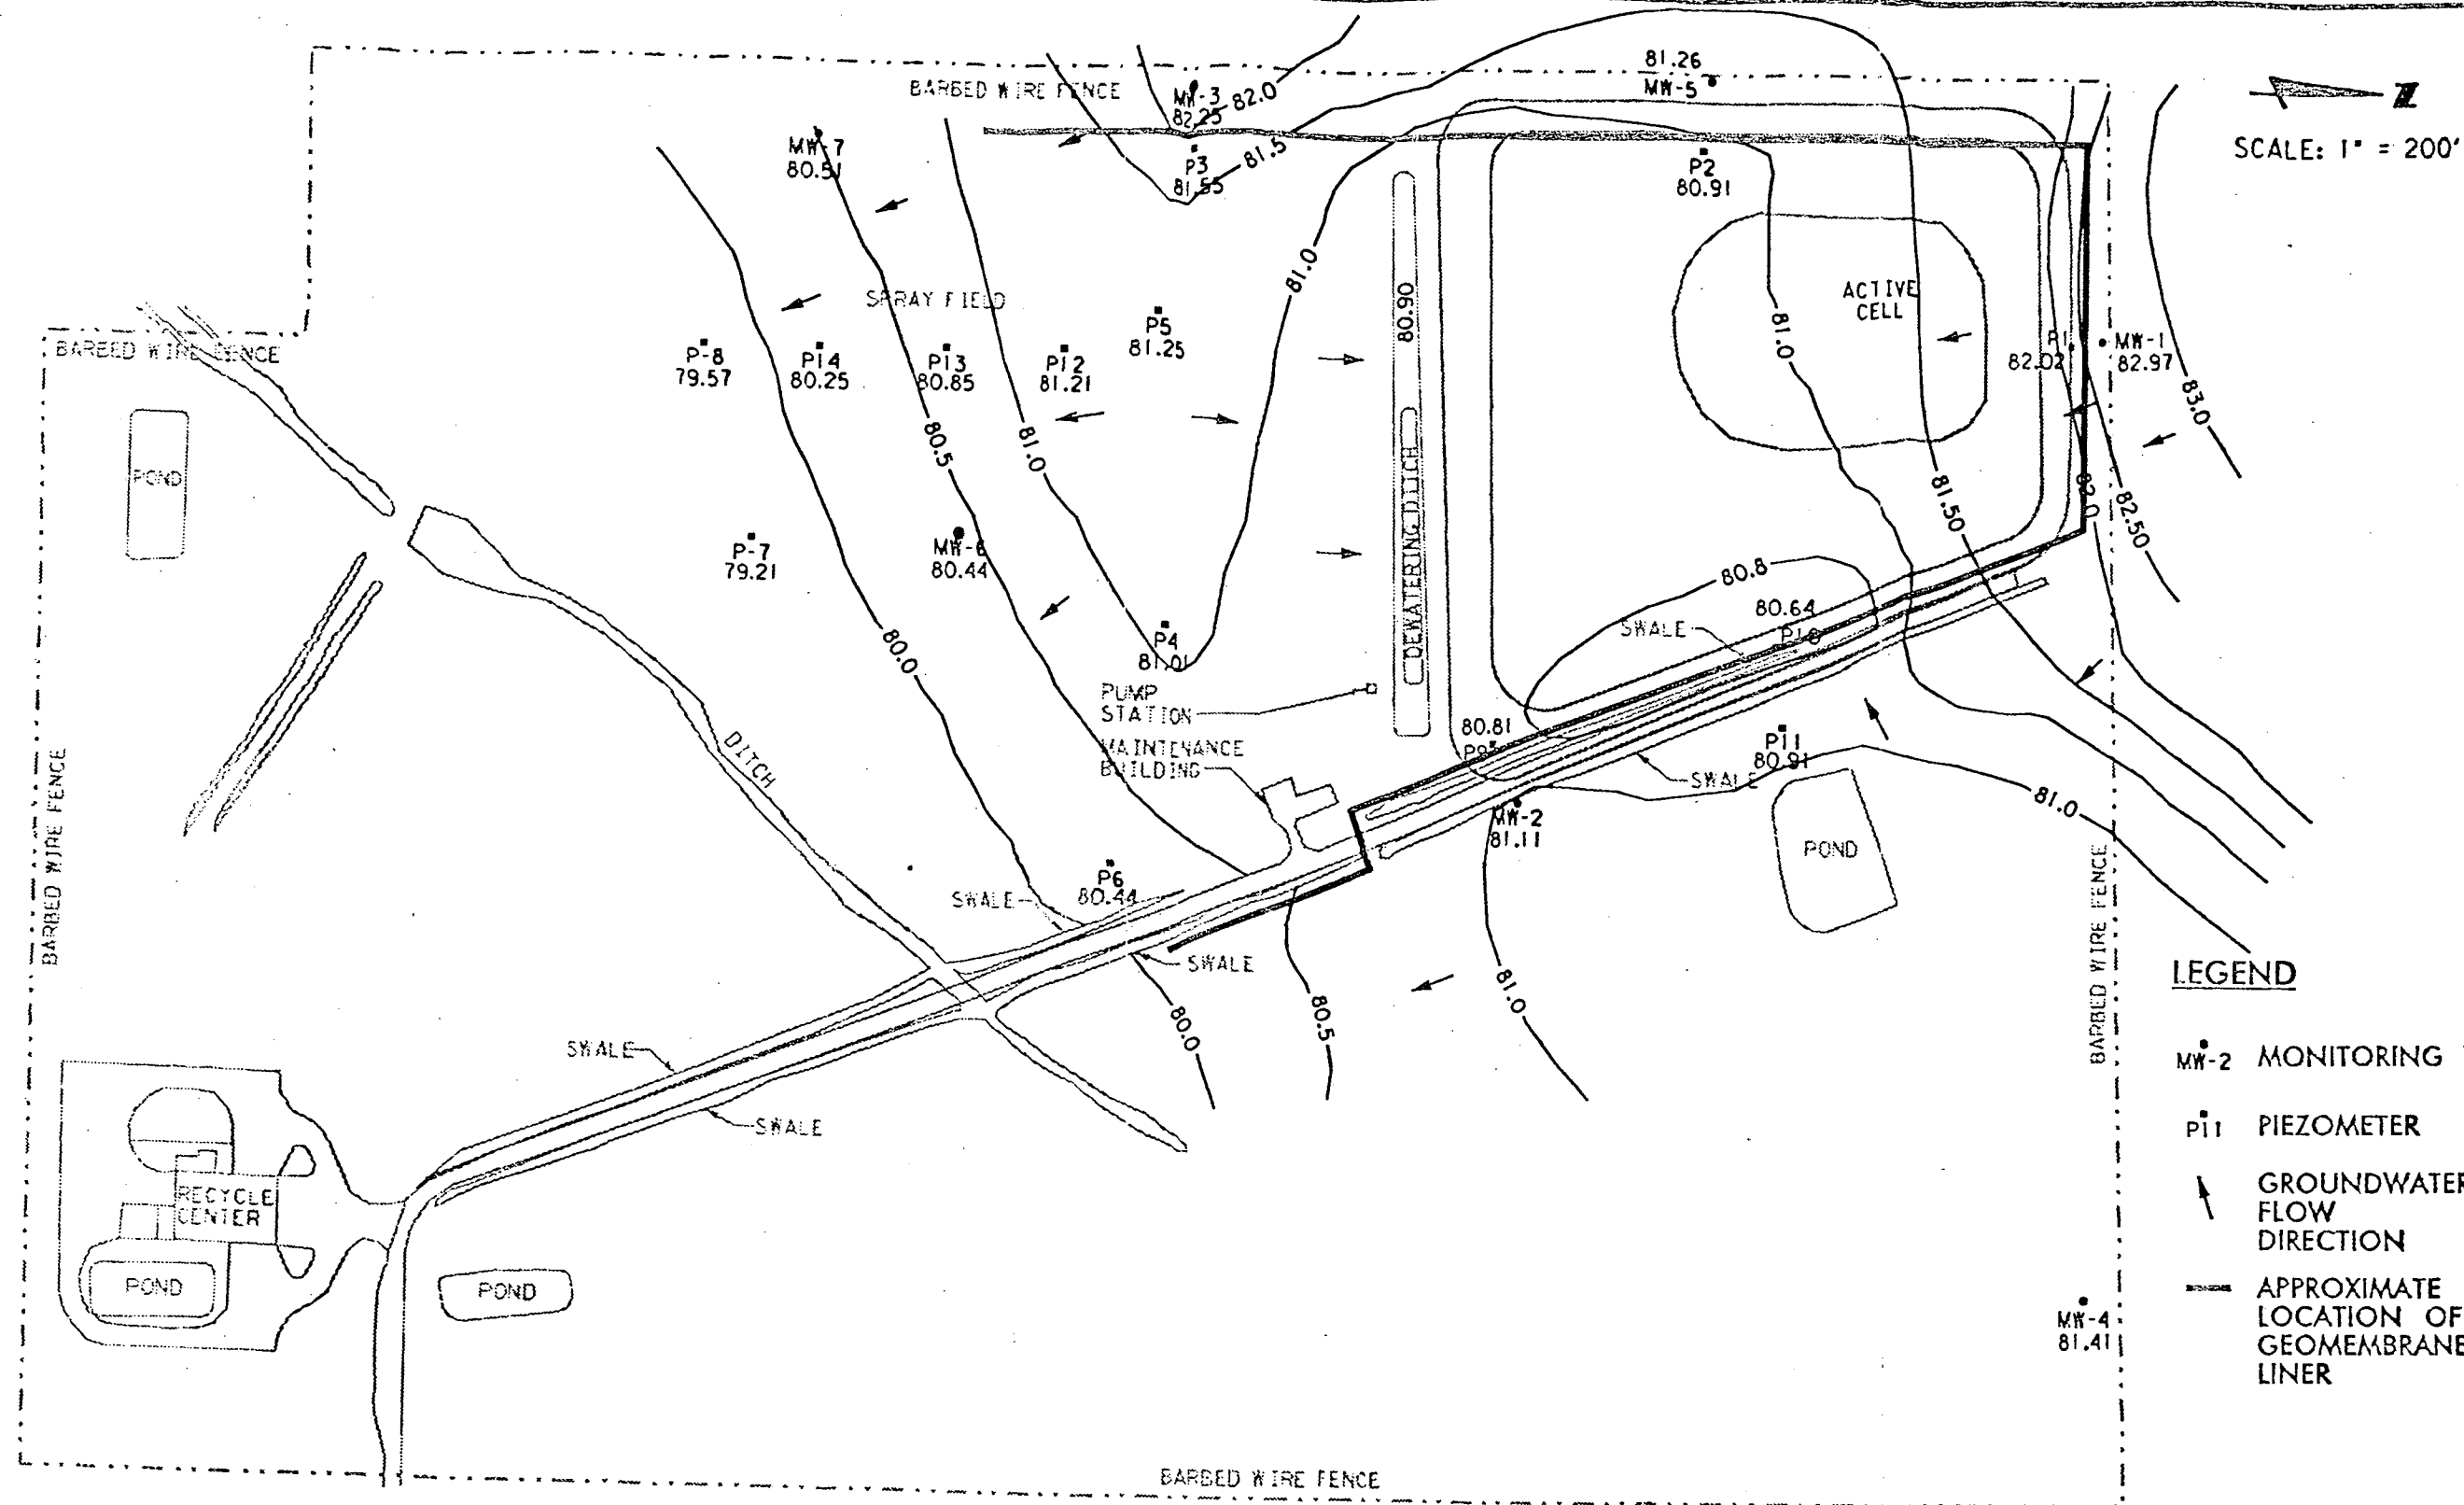 81.26
MW-5
BARBED WIRE FENCE
MW-3
82.25
82.0
Z
SCALE: 1" = 200'
MW-7
80.51
P3
81.55
81.5
P2
80.91
81.0
SPRAY FIELD
80.90
ACTIVE
CELL
81.0
BARBED WIRE FENCE
P-8
79.57
P14
80.25
P13
80.85
P12
81.21
P5
81.25
P1
82.02
MW-1
82.97
83.0
80.5
81.0
POND
DEWATERING DITCH
81.50
82.0
82.50
P-7
79.21
MW-6
80.44
80.8
80.64
SWALE
80.0
P4
81.01
PUMP
STATION
80.81
P11
80.91
SWALE
DITCH
MAINTENANCE
BUILDING
81.0
MW-2
81.11
POND
BARBED WIRE FENCE
P6
80.44
SWALE
SWALE
BARBED WIRE FENCE
80.0
80.5
81.0
LEGEND
MW-2 MONITORING
P11 PIEZOMETER
GROUNDWATER
FLOW
DIRECTION
APPROXIMATE
LOCATION OF
GEOMEMBRANE
LINER
SWALE
SWALE
RECYCLE
CENTER
POND
POND
MW-4
81.41
BARBED WIRE FENCE